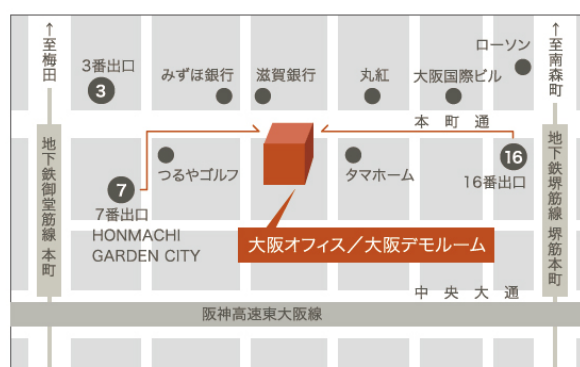 ↑至梅田
3番出口
3
みずほ銀行
滋賀銀行
丸紅
大阪国際ビル
ローソン
↑至南森町
本町通
地下鉄御堂筋線 本町
7
7番出口
HONMACHI
GARDEN CITY
つるやゴルフ
タマホーム
16
16番出口
地下鉄堺筋線 堺筋本町
大阪オフィス／大阪デモルーム
中央大通
阪神高速東大阪線